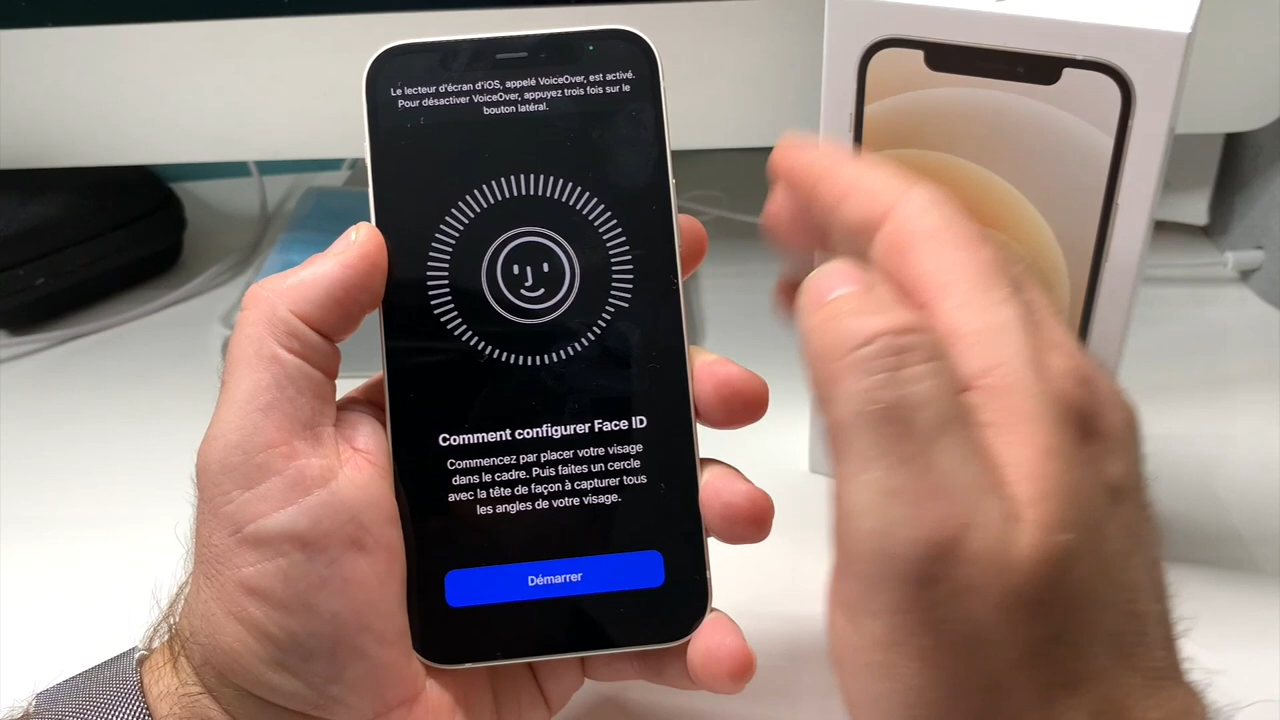 Le lecteur d'écran d'iOS, appelé VoiceOver, est activé.
Pour désactiver VoiceOver, appuyez trois fois sur le
bouton latéral.
Comment configurer Face ID
Commencez par placer votre visage
dans le cadre. Puis faites un cercle
avec la tête de façon à capturer tous
les angles de votre visage.
Démarrer